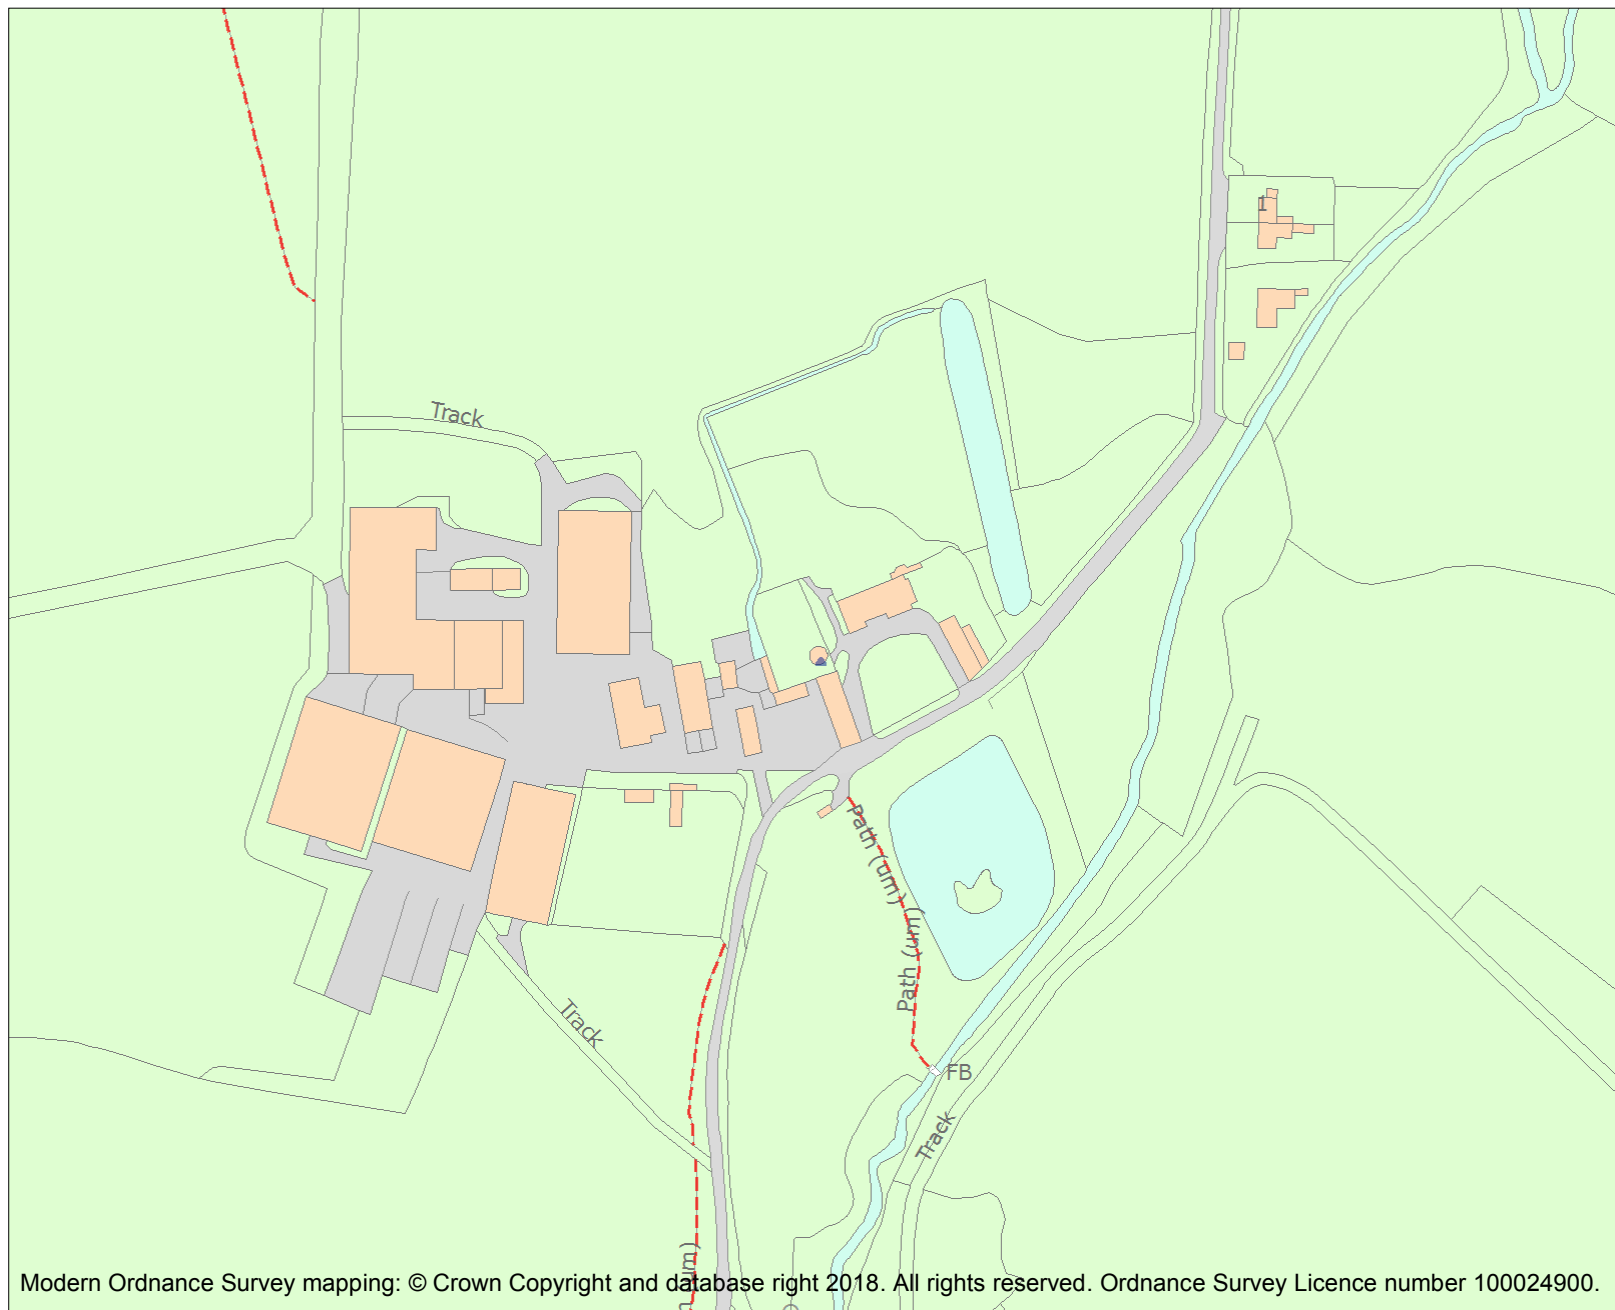 1
Track
Path (um)
Path (um)
Track
FB
Track
Modern Ordnance Survey mapping: © Crown Copyright and database right 2018. All rights reserved. Ordnance Survey Licence number 100024900.